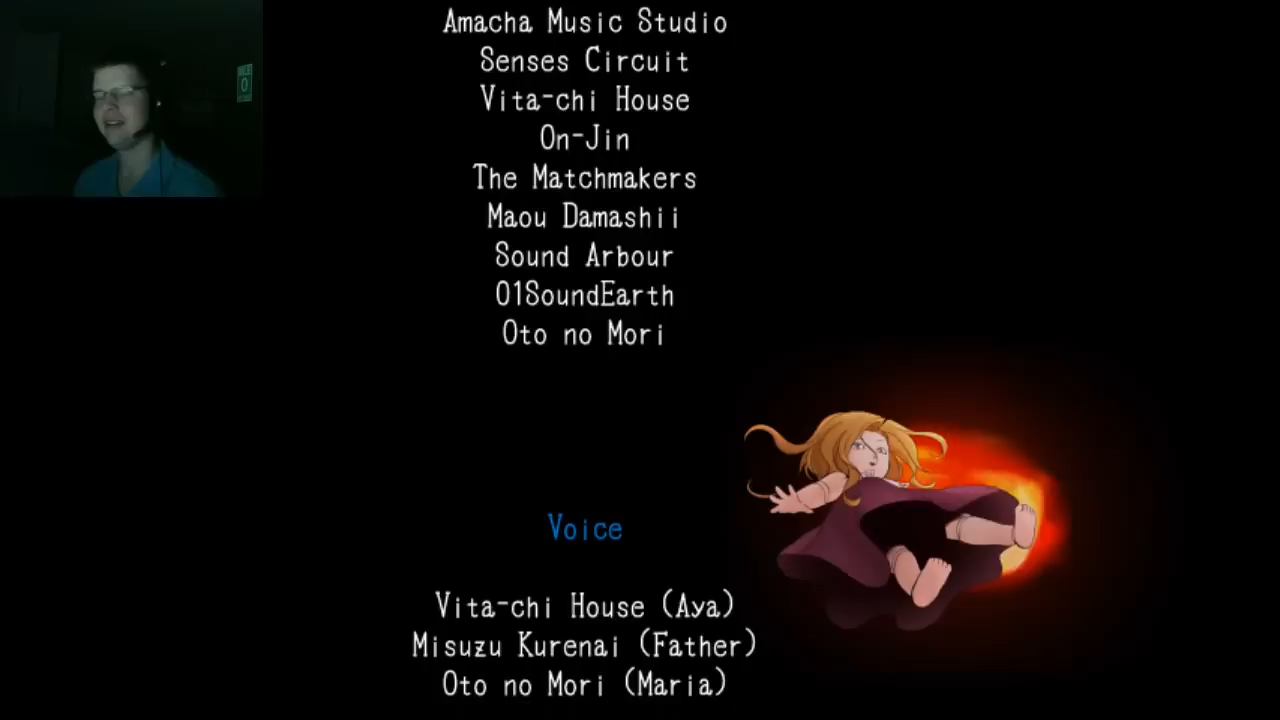 Amacha Music Studio
Senses Circuit
Vita-chi House
On-Jin
The Matchmakers
Maou Damashii
Sound Arbour
01SoundEarth
Oto no Mori
Voice
Vita-chi House (Aya)
Misuzu Kurenai (Father)
Oto no Mori (Maria)